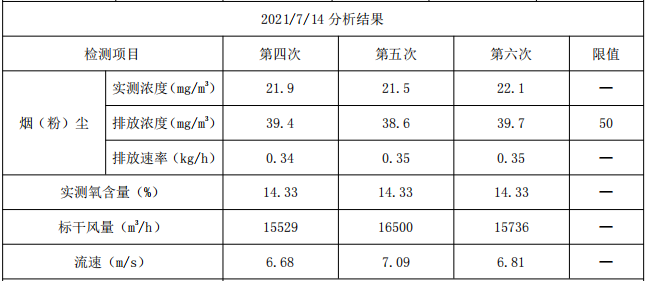 2021/7/14 分析结果
检测项目 第四次 第五次 第六次 限值
烟（粉）尘 实测浓度（mg/m³） 21.9 21.5 22.1 —
排放浓度（mg/m³） 39.4 38.6 39.7 50
排放速率（kg/h） 0.34 0.35 0.35 —
实测氧含量（%） 14.33 14.33 14.33 —
标干风量（m³/h） 15529 16500 15736 —
流速（m/s） 6.68 7.09 6.81 —